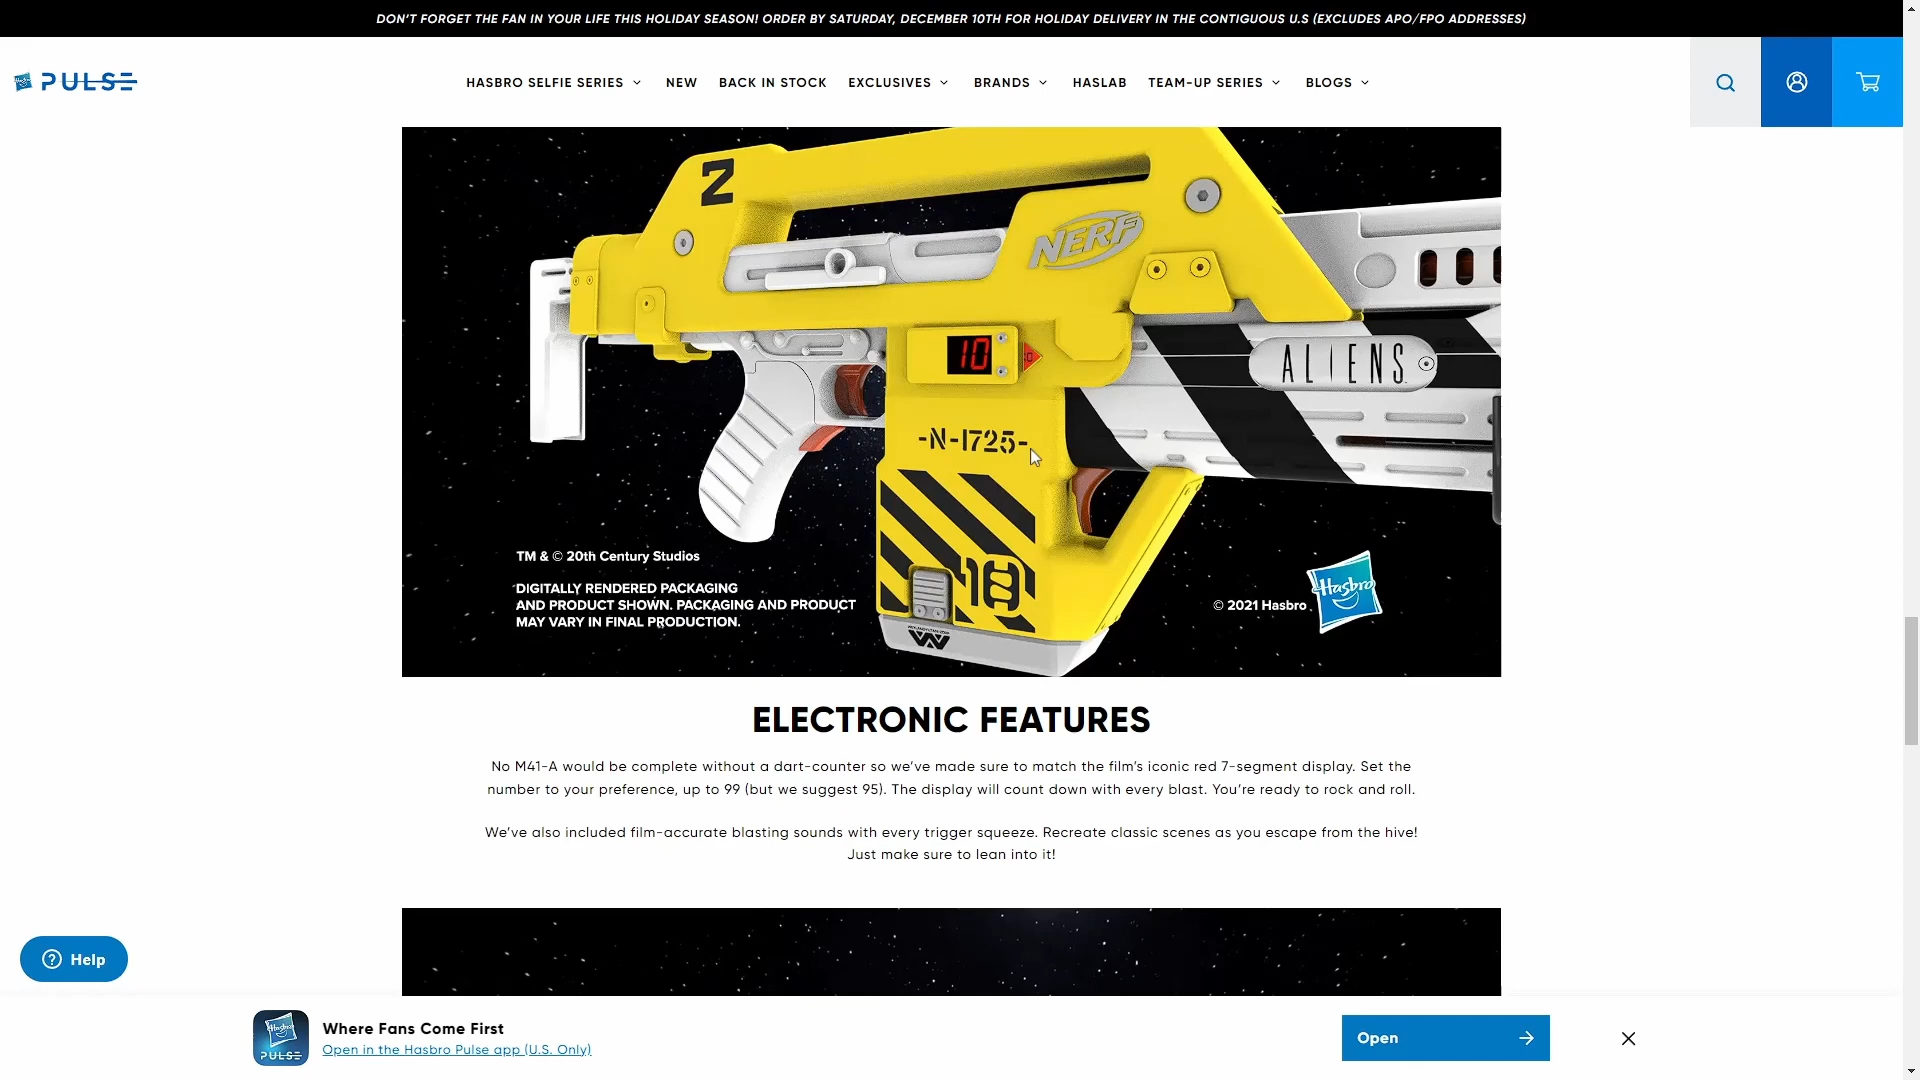 DON'T FORGET THE FAN IN YOUR LIFE THIS HOLIDAY SEASON! ORDER BY SATURDAY, DECEMBER 10TH FOR HOLIDAY DELIVERY IN THE CONTIGUOUS U.S (EXCLUDES APO/FPO ADDRESSES)
PULSE
HASBRO SELFIE SERIES
NEW
BACK IN STOCK
EXCLUSIVES
BRANDS
HASLAB
TEAM-UP SERIES
BLOGS
2
NERF
10
ALIENS
-N-1725-
18
TM & © 20th Century Studios
DIGITALLY RENDERED PACKAGING
AND PRODUCT SHOWN. PACKAGING AND PRODUCT
MAY VARY IN FINAL PRODUCTION.
© 2021 Hasbro
Hasbro
ELECTRONIC FEATURES
No M41-A would be complete without a dart-counter so we've made sure to match the film's iconic red 7-segment display. Set the
number to your preference, up to 99 (but we suggest 95). The display will count down with every blast. You're ready to rock and roll.
We've also included film-accurate blasting sounds with every trigger squeeze. Recreate classic scenes as you escape from the hive!
Just make sure to lean into it!
Help
Hasbro
PULSE
Where Fans Come First
Open in the Hasbro Pulse app (U.S. Only)
Open